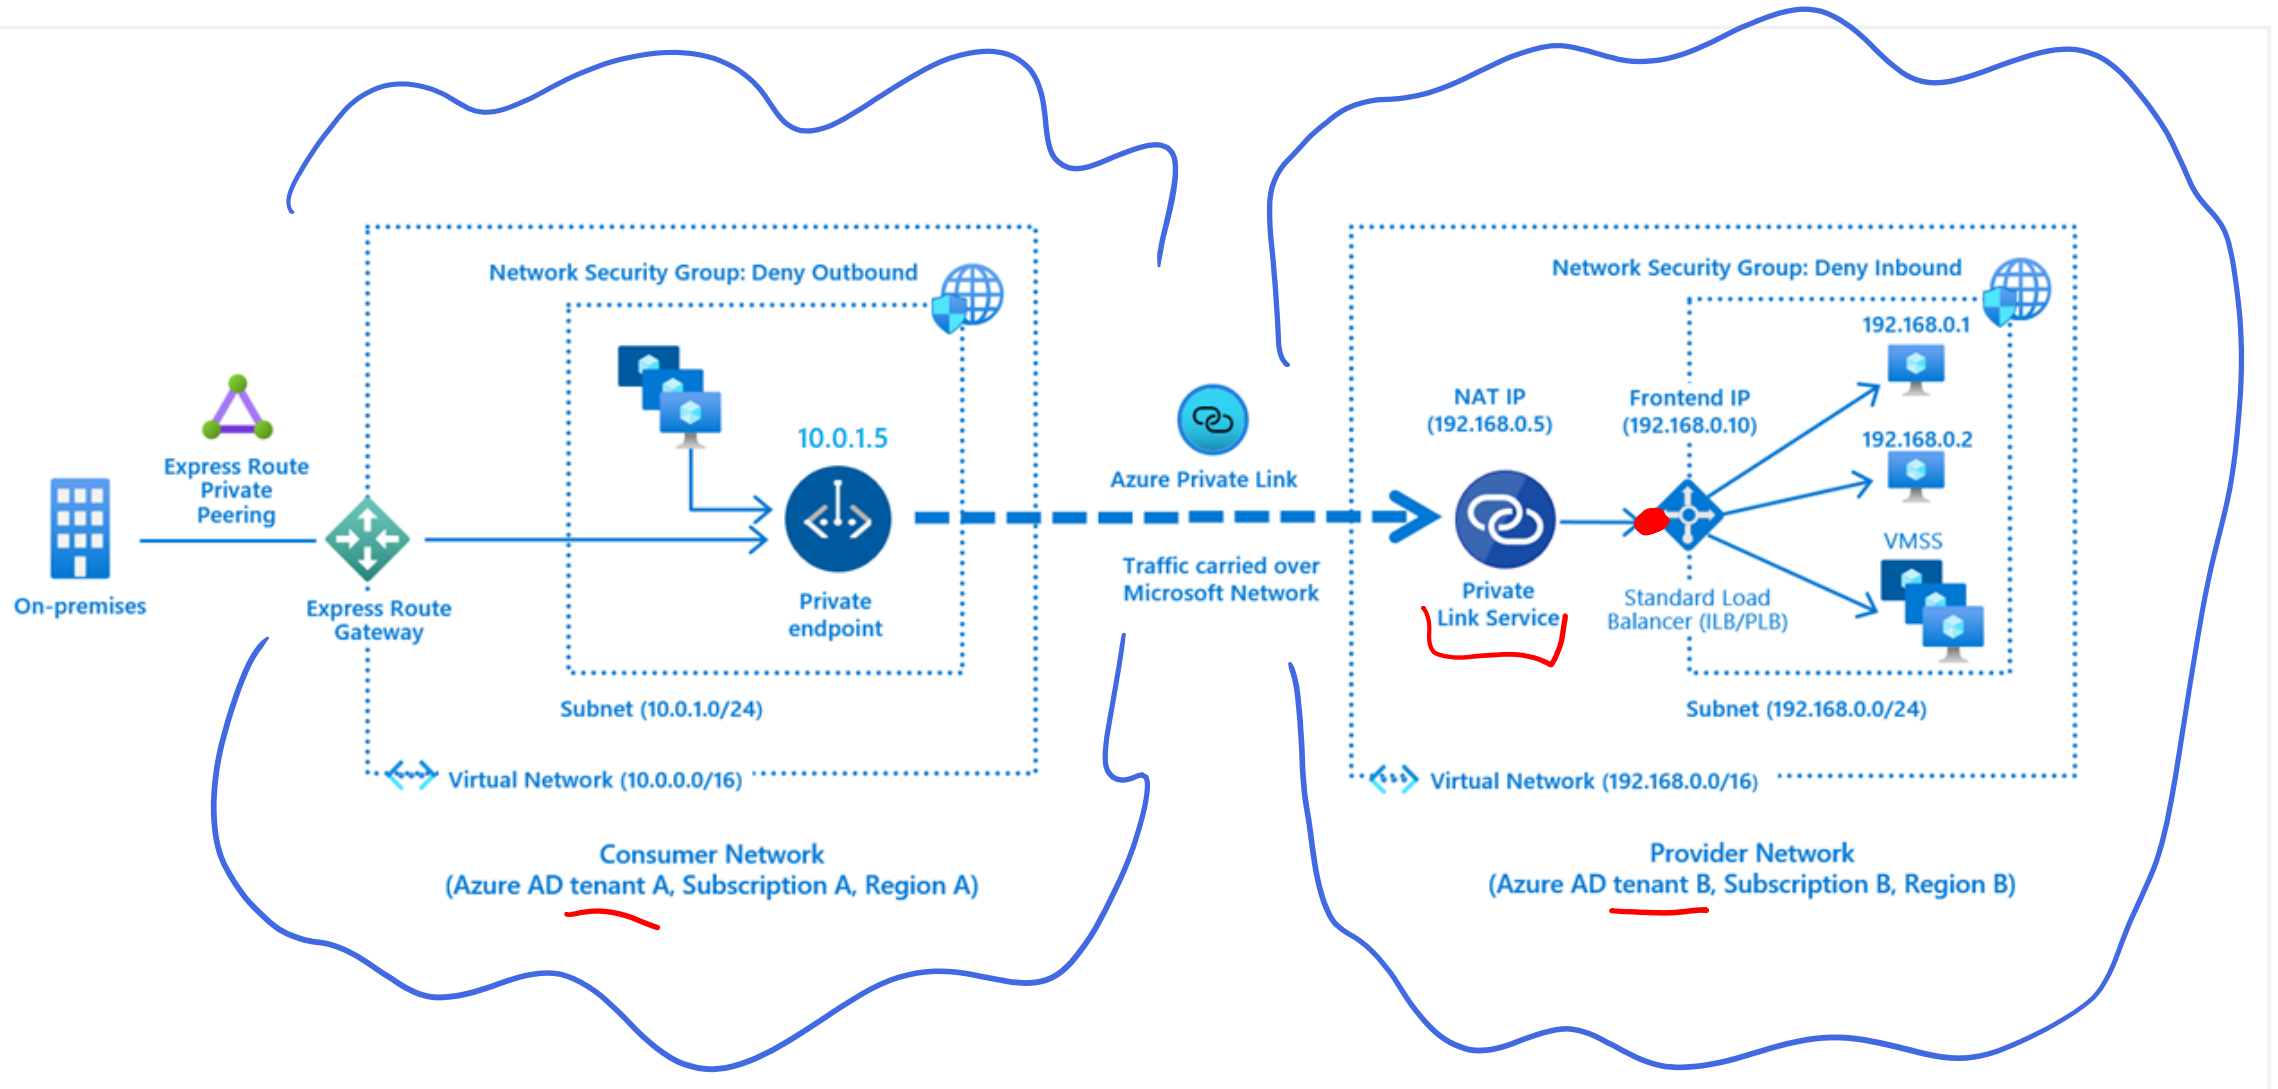 Network Security Group: Deny Outbound
10.0.1.5
Express Route
Private
Peering
On-premises
Express Route
Gateway
Private
endpoint
Subnet (10.0.1.0/24)
Virtual Network (10.0.0.0/16)
Consumer Network
(Azure AD tenant A, Subscription A, Region A)
Azure Private Link
Traffic carried over
Microsoft Network
Network Security Group: Deny Inbound
192.168.0.1
NAT IP
(192.168.0.5)
Frontend IP
(192.168.0.10)
192.168.0.2
VMSS
Private
Link Service
Standard Load
Balancer (ILB/PLB)
Subnet (192.168.0.0/24)
Virtual Network (192.168.0.0/16)
Provider Network
(Azure AD tenant B, Subscription B, Region B)